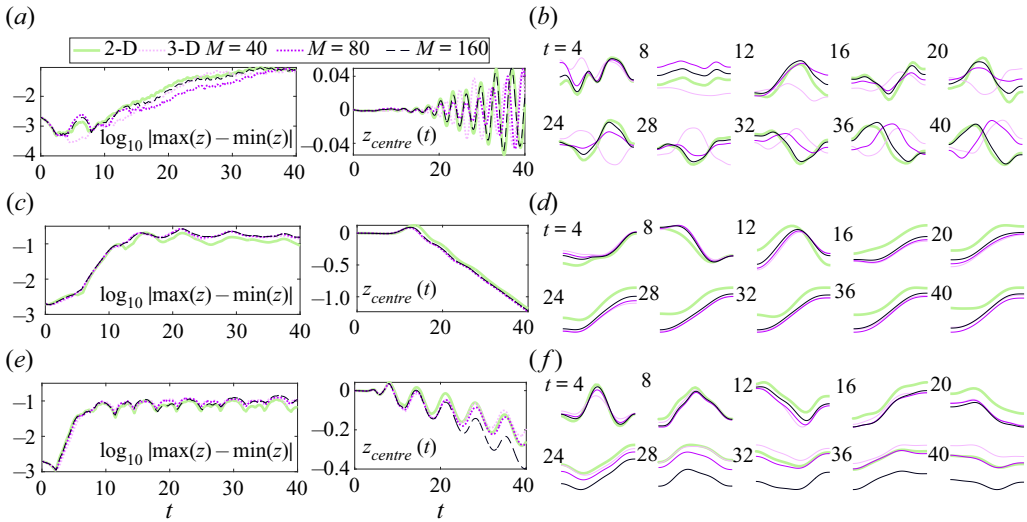 (a)
(b)
2-D 3-D M = 40 M = 80 M = 160
−2
−3
−4
0 10 20 30 40
log10 |max(z) − min(z)|
0.04
0
−0.04
0 10 20 30 40
zcentre (t)
t = 4 8 12 16 20
24 28 32 36 40
(c)
(d)
−1
−2
−3
0 10 20 30 40
log10 |max(z) − min(z)|
0
−0.5
−1.0
0 20 40
zcentre (t)
t = 4 8 12 16 20
24 28 32 36 40
(e)
(f)
−1
−2
−3
0 10 20 30 40
log10 |max(z) − min(z)|
t
0
−0.2
−0.4
0 20 40
zcentre (t)
t
t = 4 8 12 16 20
24 28 32 36 40